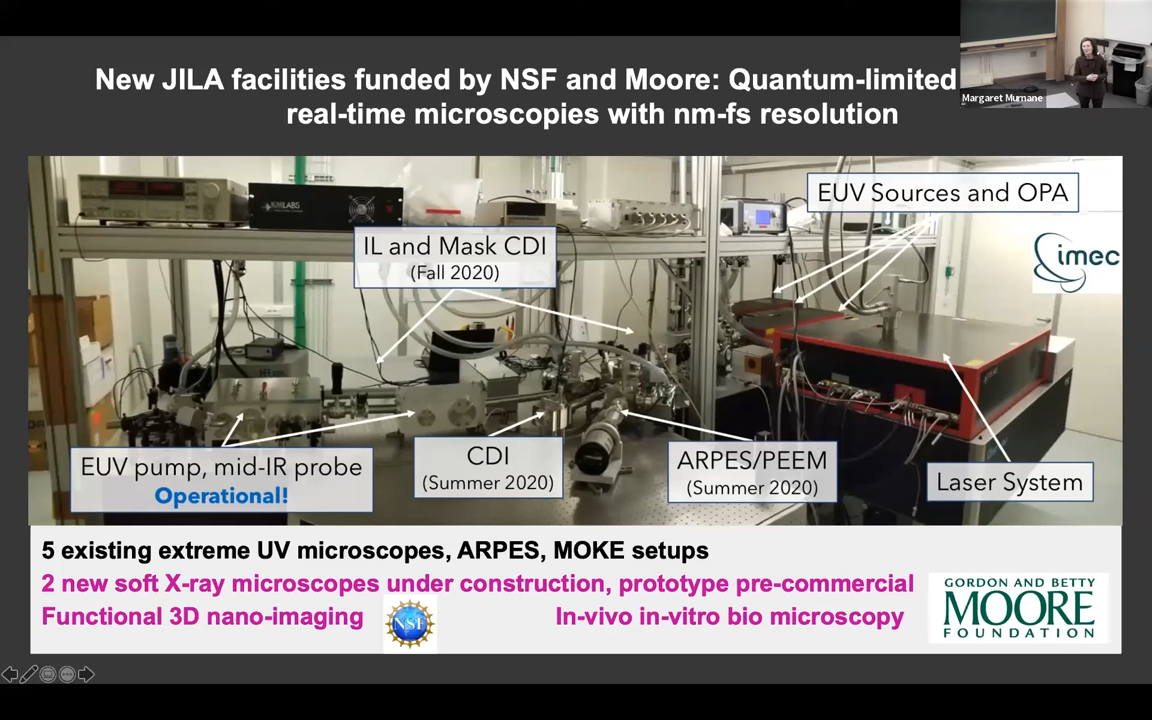 New JILA facilities funded by NSF and Moore: Quantum-limited
real-time microscopies with nm-fs resolution
Margaret Murnane
EUV Sources and OPA
IL and Mask CDI
(Fall 2020)
imec
KMLABS
EUV pump, mid-IR probe
Operational!
CDI
(Summer 2020)
ARPES/PEEM
(Summer 2020)
Laser System
5 existing extreme UV microscopes, ARPES, MOKE setups
2 new soft X-ray microscopes under construction, prototype pre-commercial
Functional 3D nano-imaging
In-vivo in-vitro bio microscopy
NSF
GORDON AND BETTY
MOORE
FOUNDATION